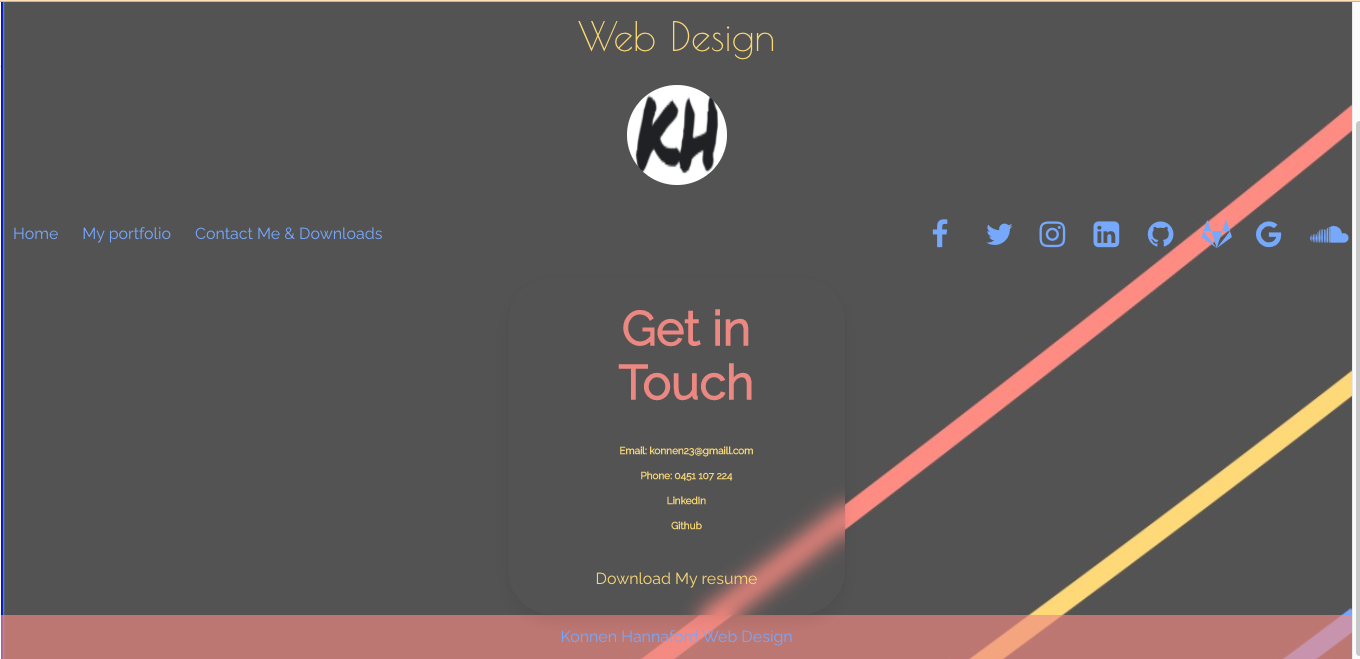 Web Design
KH
Home My portfolio Contact Me & Downloads
Get in
Touch
Email: konnen23@gmaill.com
Phone: 0451 107 224
LinkedIn
Github
Download My resume
Konnen Hannaford Web Design